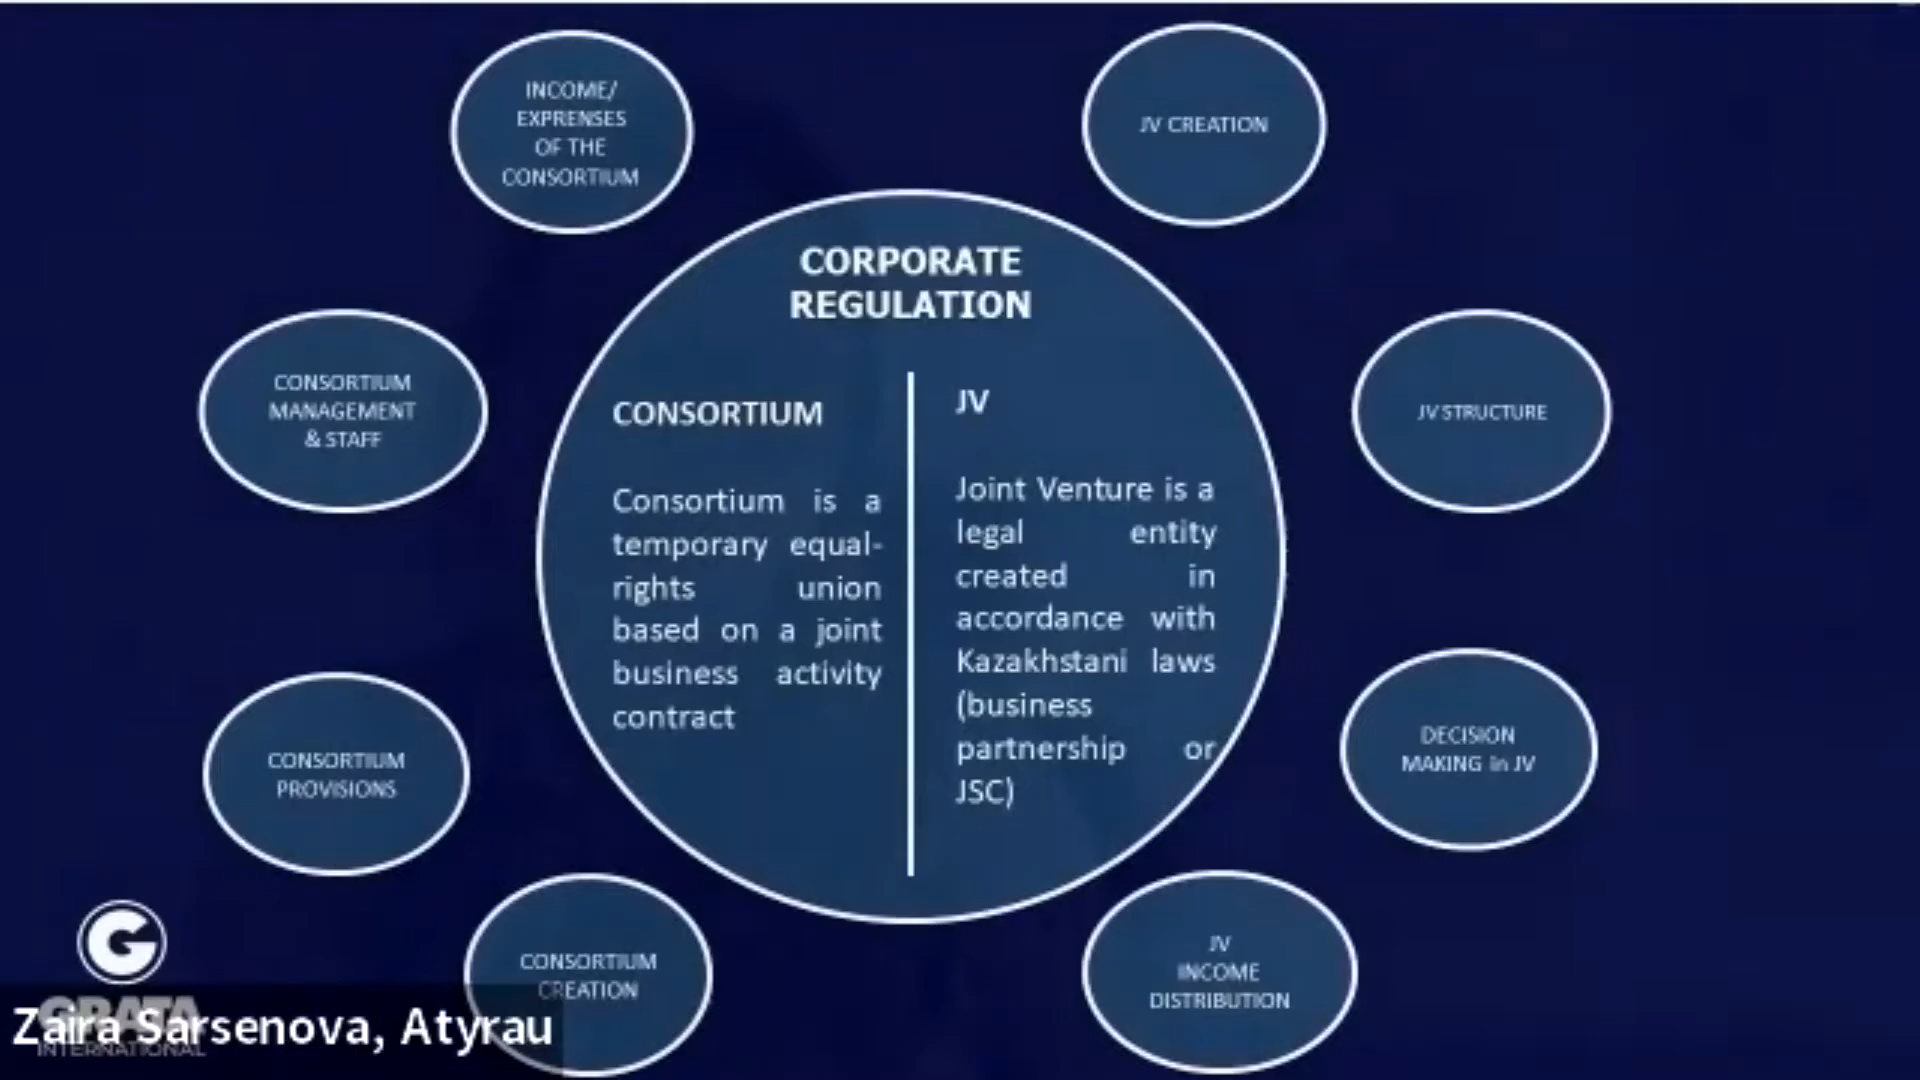 INCOME/
EXPRENSES
OF THE
CONSORTIUM
JV CREATION
CORPORATE
REGULATION
CONSORTIUM
MANAGEMENT
& STAFF
CONSORTIUM
Consortium is a
temporary equal-
rights union
based on a joint
business activity
contract
JV
Joint Venture is a
legal entity
created in
accordance with
Kazakhstani laws
(business
partnership or
JSC)
JV STRUCTURE
CONSORTIUM
PROVISIONS
DECISION
MAKING in JV
CONSORTIUM
CREATION
JV
INCOME
DISTRIBUTION
GRATA
INTERNATIONAL
Zaira Sarsenova, Atyrau